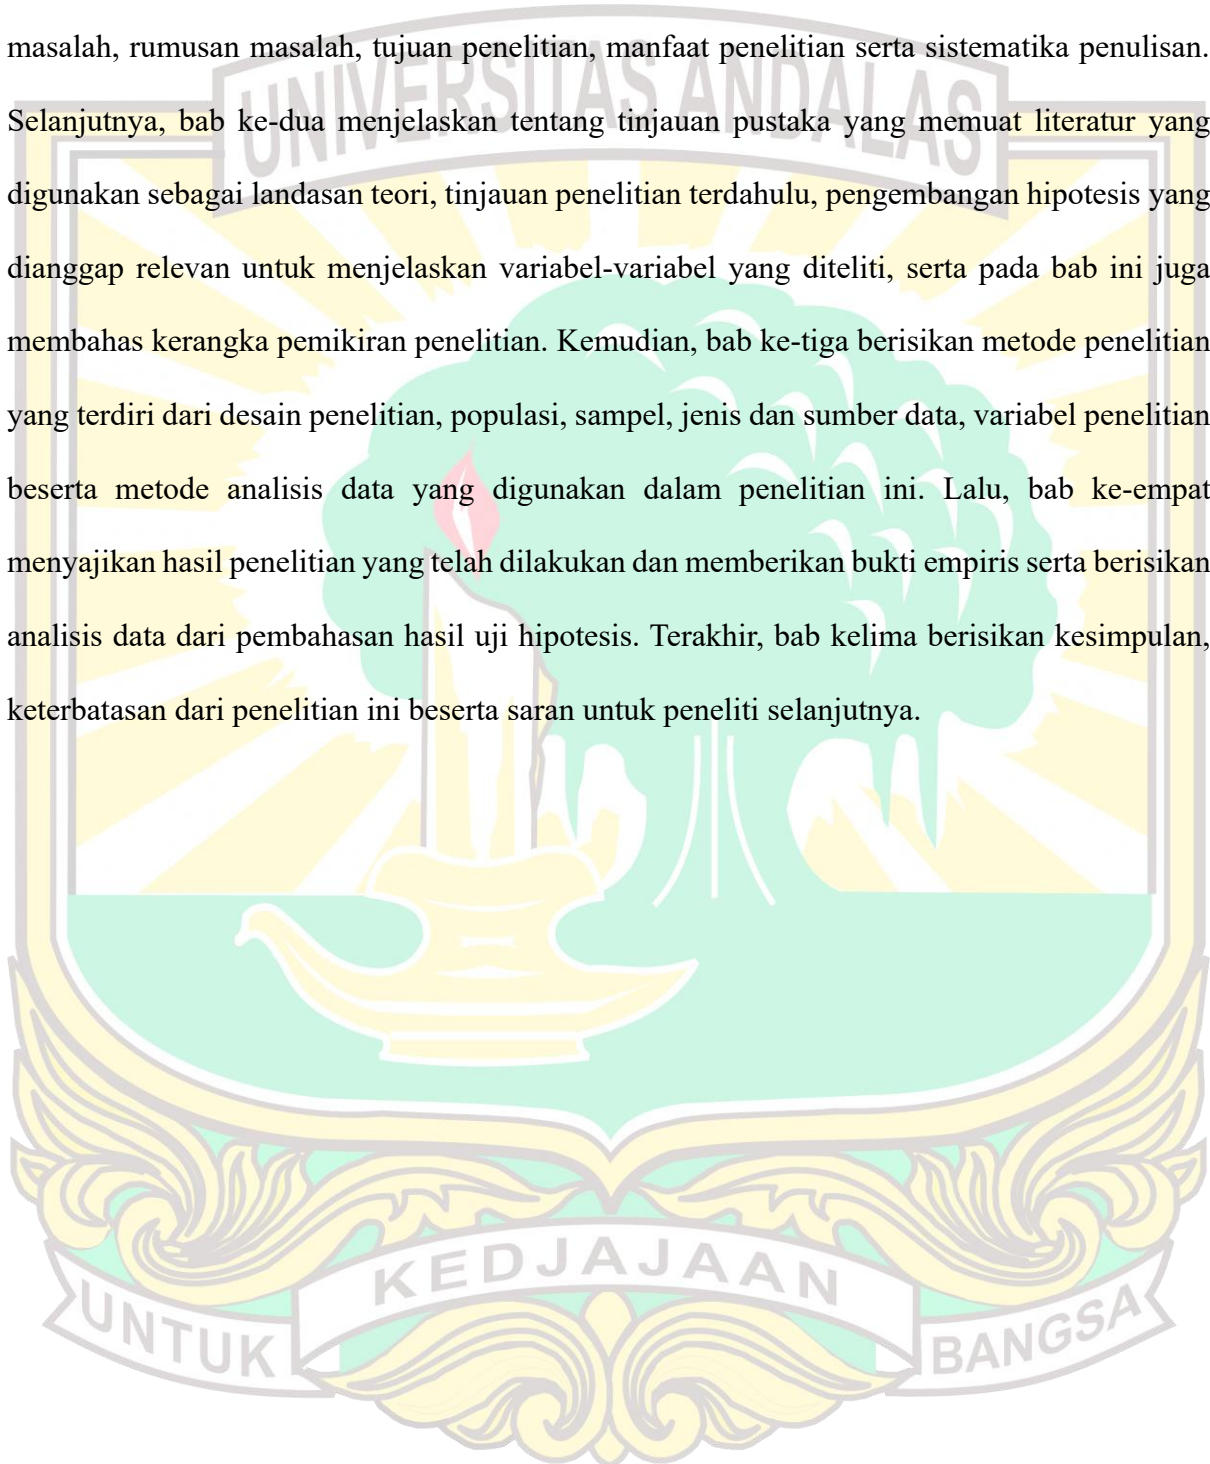 masalah, rumusan masalah, tujuan penelitian, manfaat penelitian serta sistematika penulisan.
Selanjutnya, bab ke-dua menjelaskan tentang tinjauan pustaka yang memuat literatur yang
digunakan sebagai landasan teori, tinjauan penelitian terdahulu, pengembangan hipotesis yang
dianggap relevan untuk menjelaskan variabel-variabel yang diteliti, serta pada bab ini juga
membahas kerangka pemikiran penelitian. Kemudian, bab ke-tiga berisikan metode penelitian
yang terdiri dari desain penelitian, populasi, sampel, jenis dan sumber data, variabel penelitian
beserta metode analisis data yang digunakan dalam penelitian ini. Lalu, bab ke-empat
menyajikan hasil penelitian yang telah dilakukan dan memberikan bukti empiris serta berisikan
analisis data dari pembahasan hasil uji hipotesis. Terakhir, bab kelima berisikan kesimpulan,
keterbatasan dari penelitian ini beserta saran untuk peneliti selanjutnya.
UNIVERSITAS ANDALAS
UNTUK
KEDJAJAAN
BANGSA